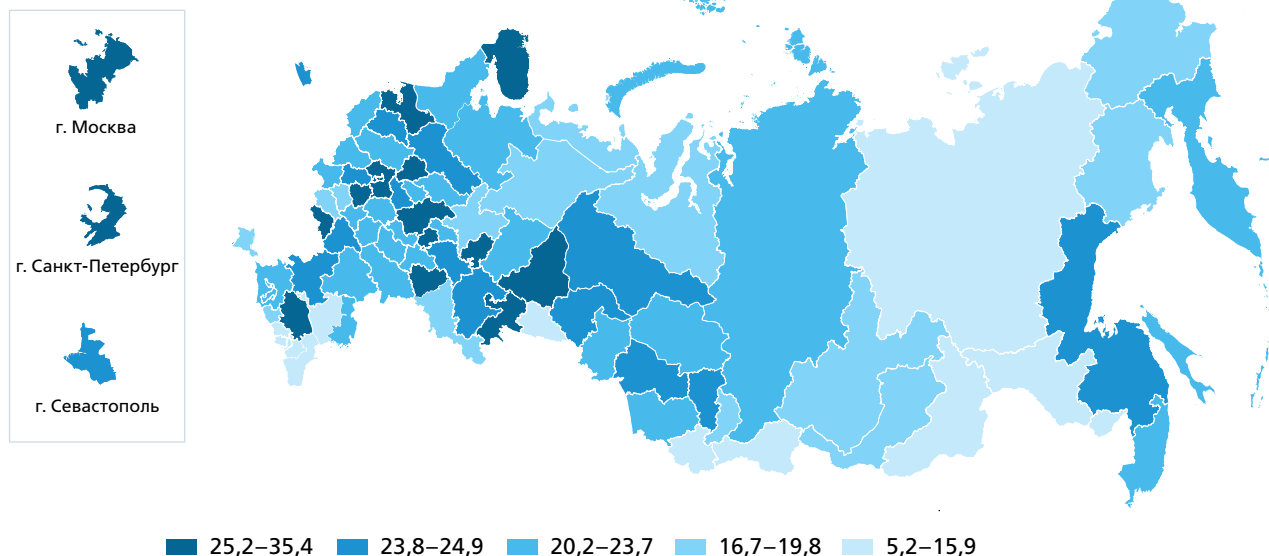 г. Москва
г. Санкт-Петербург
г. Севастополь
25,2–35,4
23,8–24,9
20,2–23,7
16,7–19,8
5,2–15,9